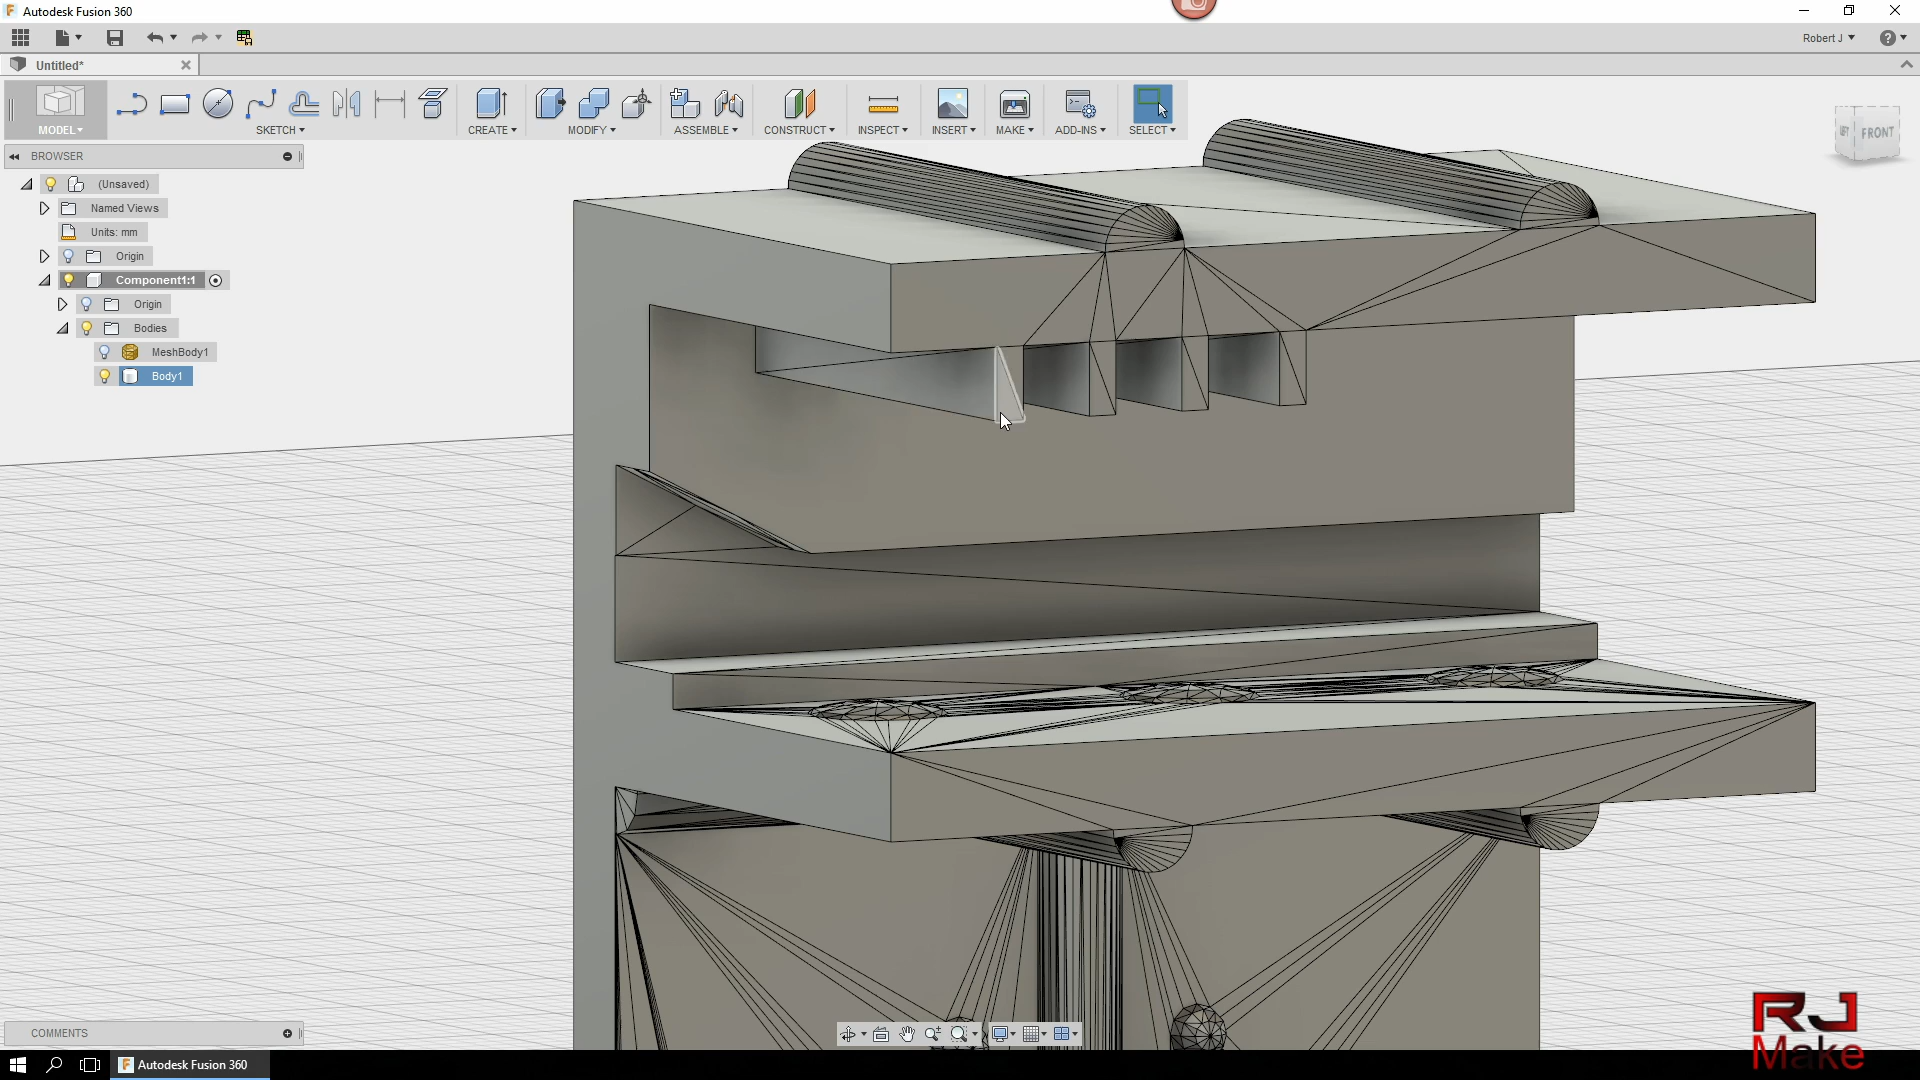 Autodesk Fusion 360
Robert J
Untitled*
MODEL
SKETCH
CREATE
MODIFY
ASSEMBLE
CONSTRUCT
INSPECT
INSERT
MAKE
ADD-INS
SELECT
LEFT
FRONT
BROWSER
(Unsaved)
Named Views
Units: mm
Origin
Component1:1
Origin
Bodies
MeshBody1
Body1
COMMENTS
Autodesk Fusion 360
RJ
Make